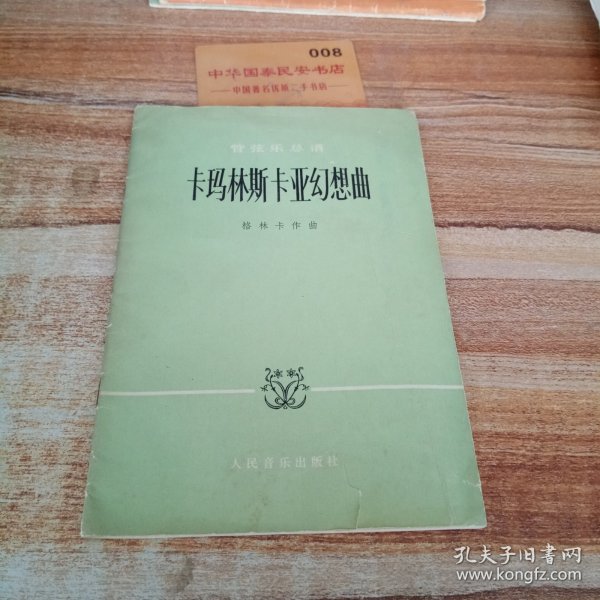 008
中华国泰民安书店
中国著名优质二手书店
管弦乐总谱
卡玛林斯卡亚幻想曲
格林卡作曲
人民音乐出版社
孔夫子旧书网
www.kongfz.com